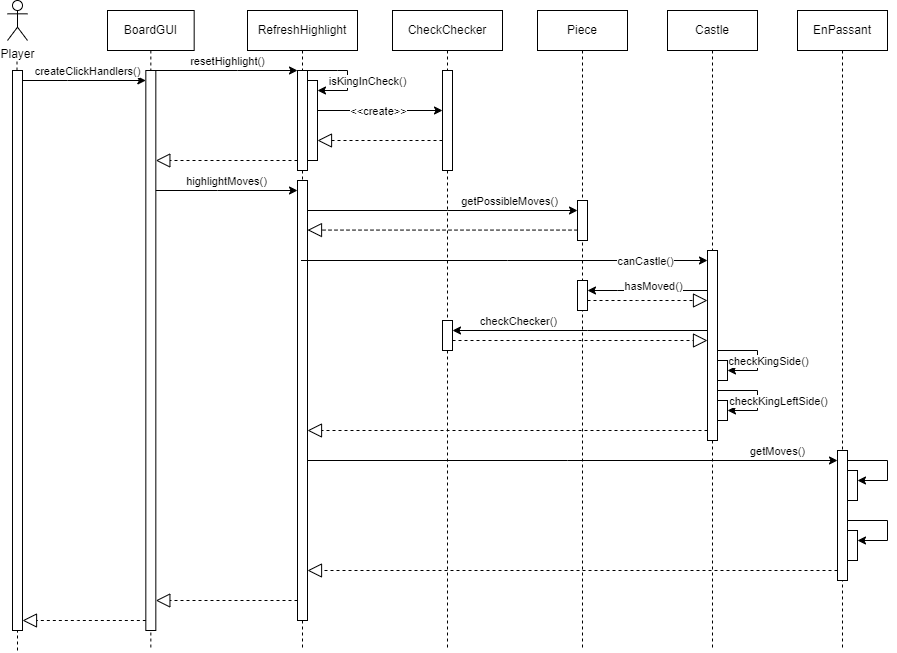 BoardGUI
RefreshHighlight
CheckChecker
Piece
Castle
EnPassant
Player
createClickHandlers()
resetHighlight()
isKingInCheck()
<<create>>
highlightMoves()
getPossibleMoves()
canCastle()
hasMoved()
checkChecker()
checkKingSide()
checkKingLeftSide()
getMoves()